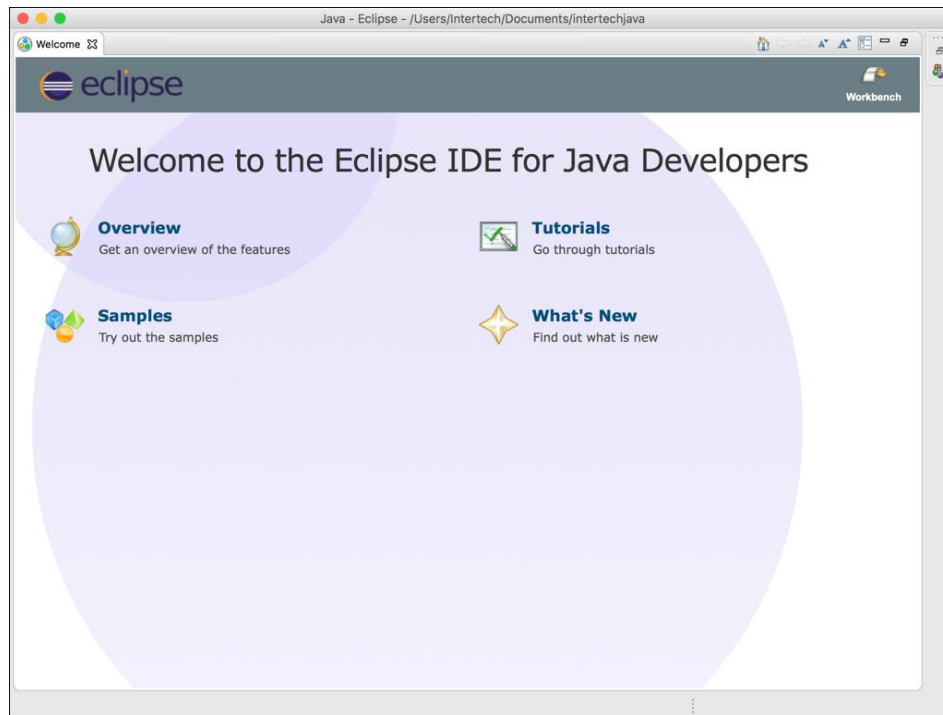 Java - Eclipse - /Users/Intertech/Documents/intertechjava
Welcome
eclipse
Workbench
Welcome to the Eclipse IDE for Java Developers
Overview
Get an overview of the features
Tutorials
Go through tutorials
Samples
Try out the samples
What's New
Find out what is new